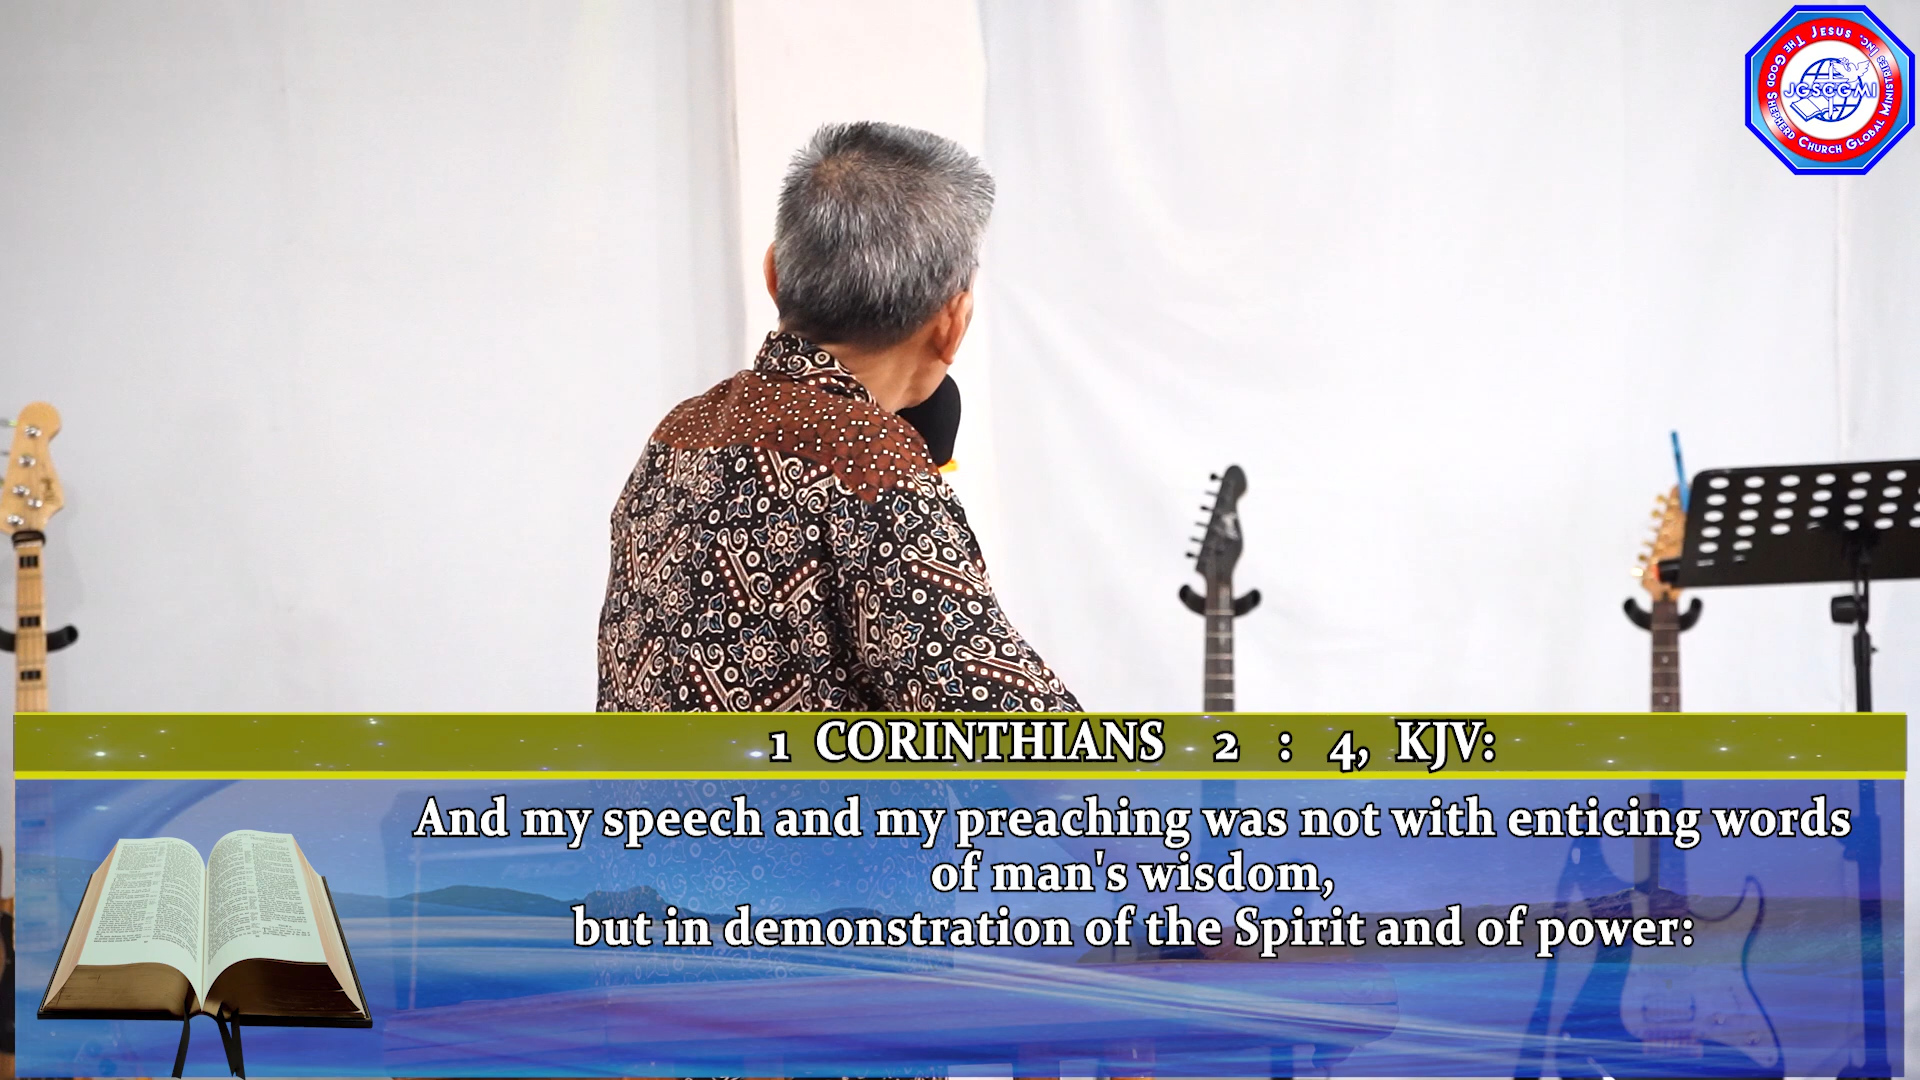 Jesus The Good Shepherd Church Global Ministries Inc.
JGSCGMI
1 CORINTHIANS 2 : 4, KJV:
And my speech and my preaching was not with enticing words
of man's wisdom,
but in demonstration of the Spirit and of power: